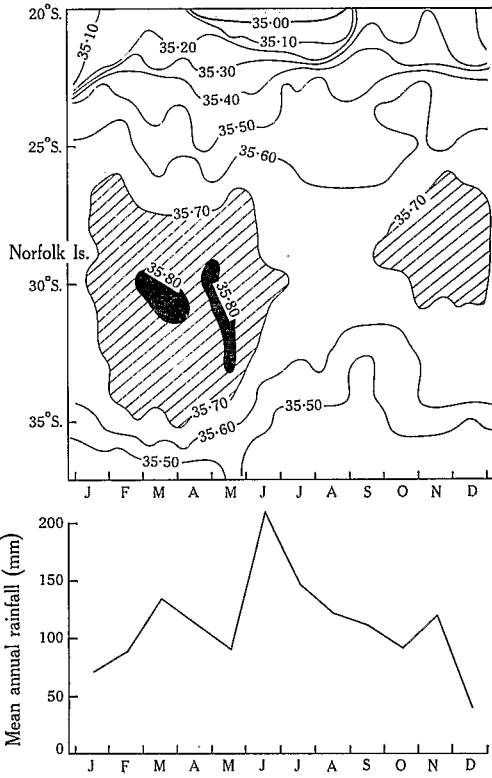 20°S.
35·10
35·00
35·10
35·20
35·30
35·40
35·50
25°S.
35·60
35·70
35·70
Norfolk Is.
35·80
35·80
30°S.
35·70
35·60
35·50
35°S.
35·50
J F M A M J J A S O N D
Mean annual rainfall (mm)
200
150
100
50
0
J F M A M J J A S O N D